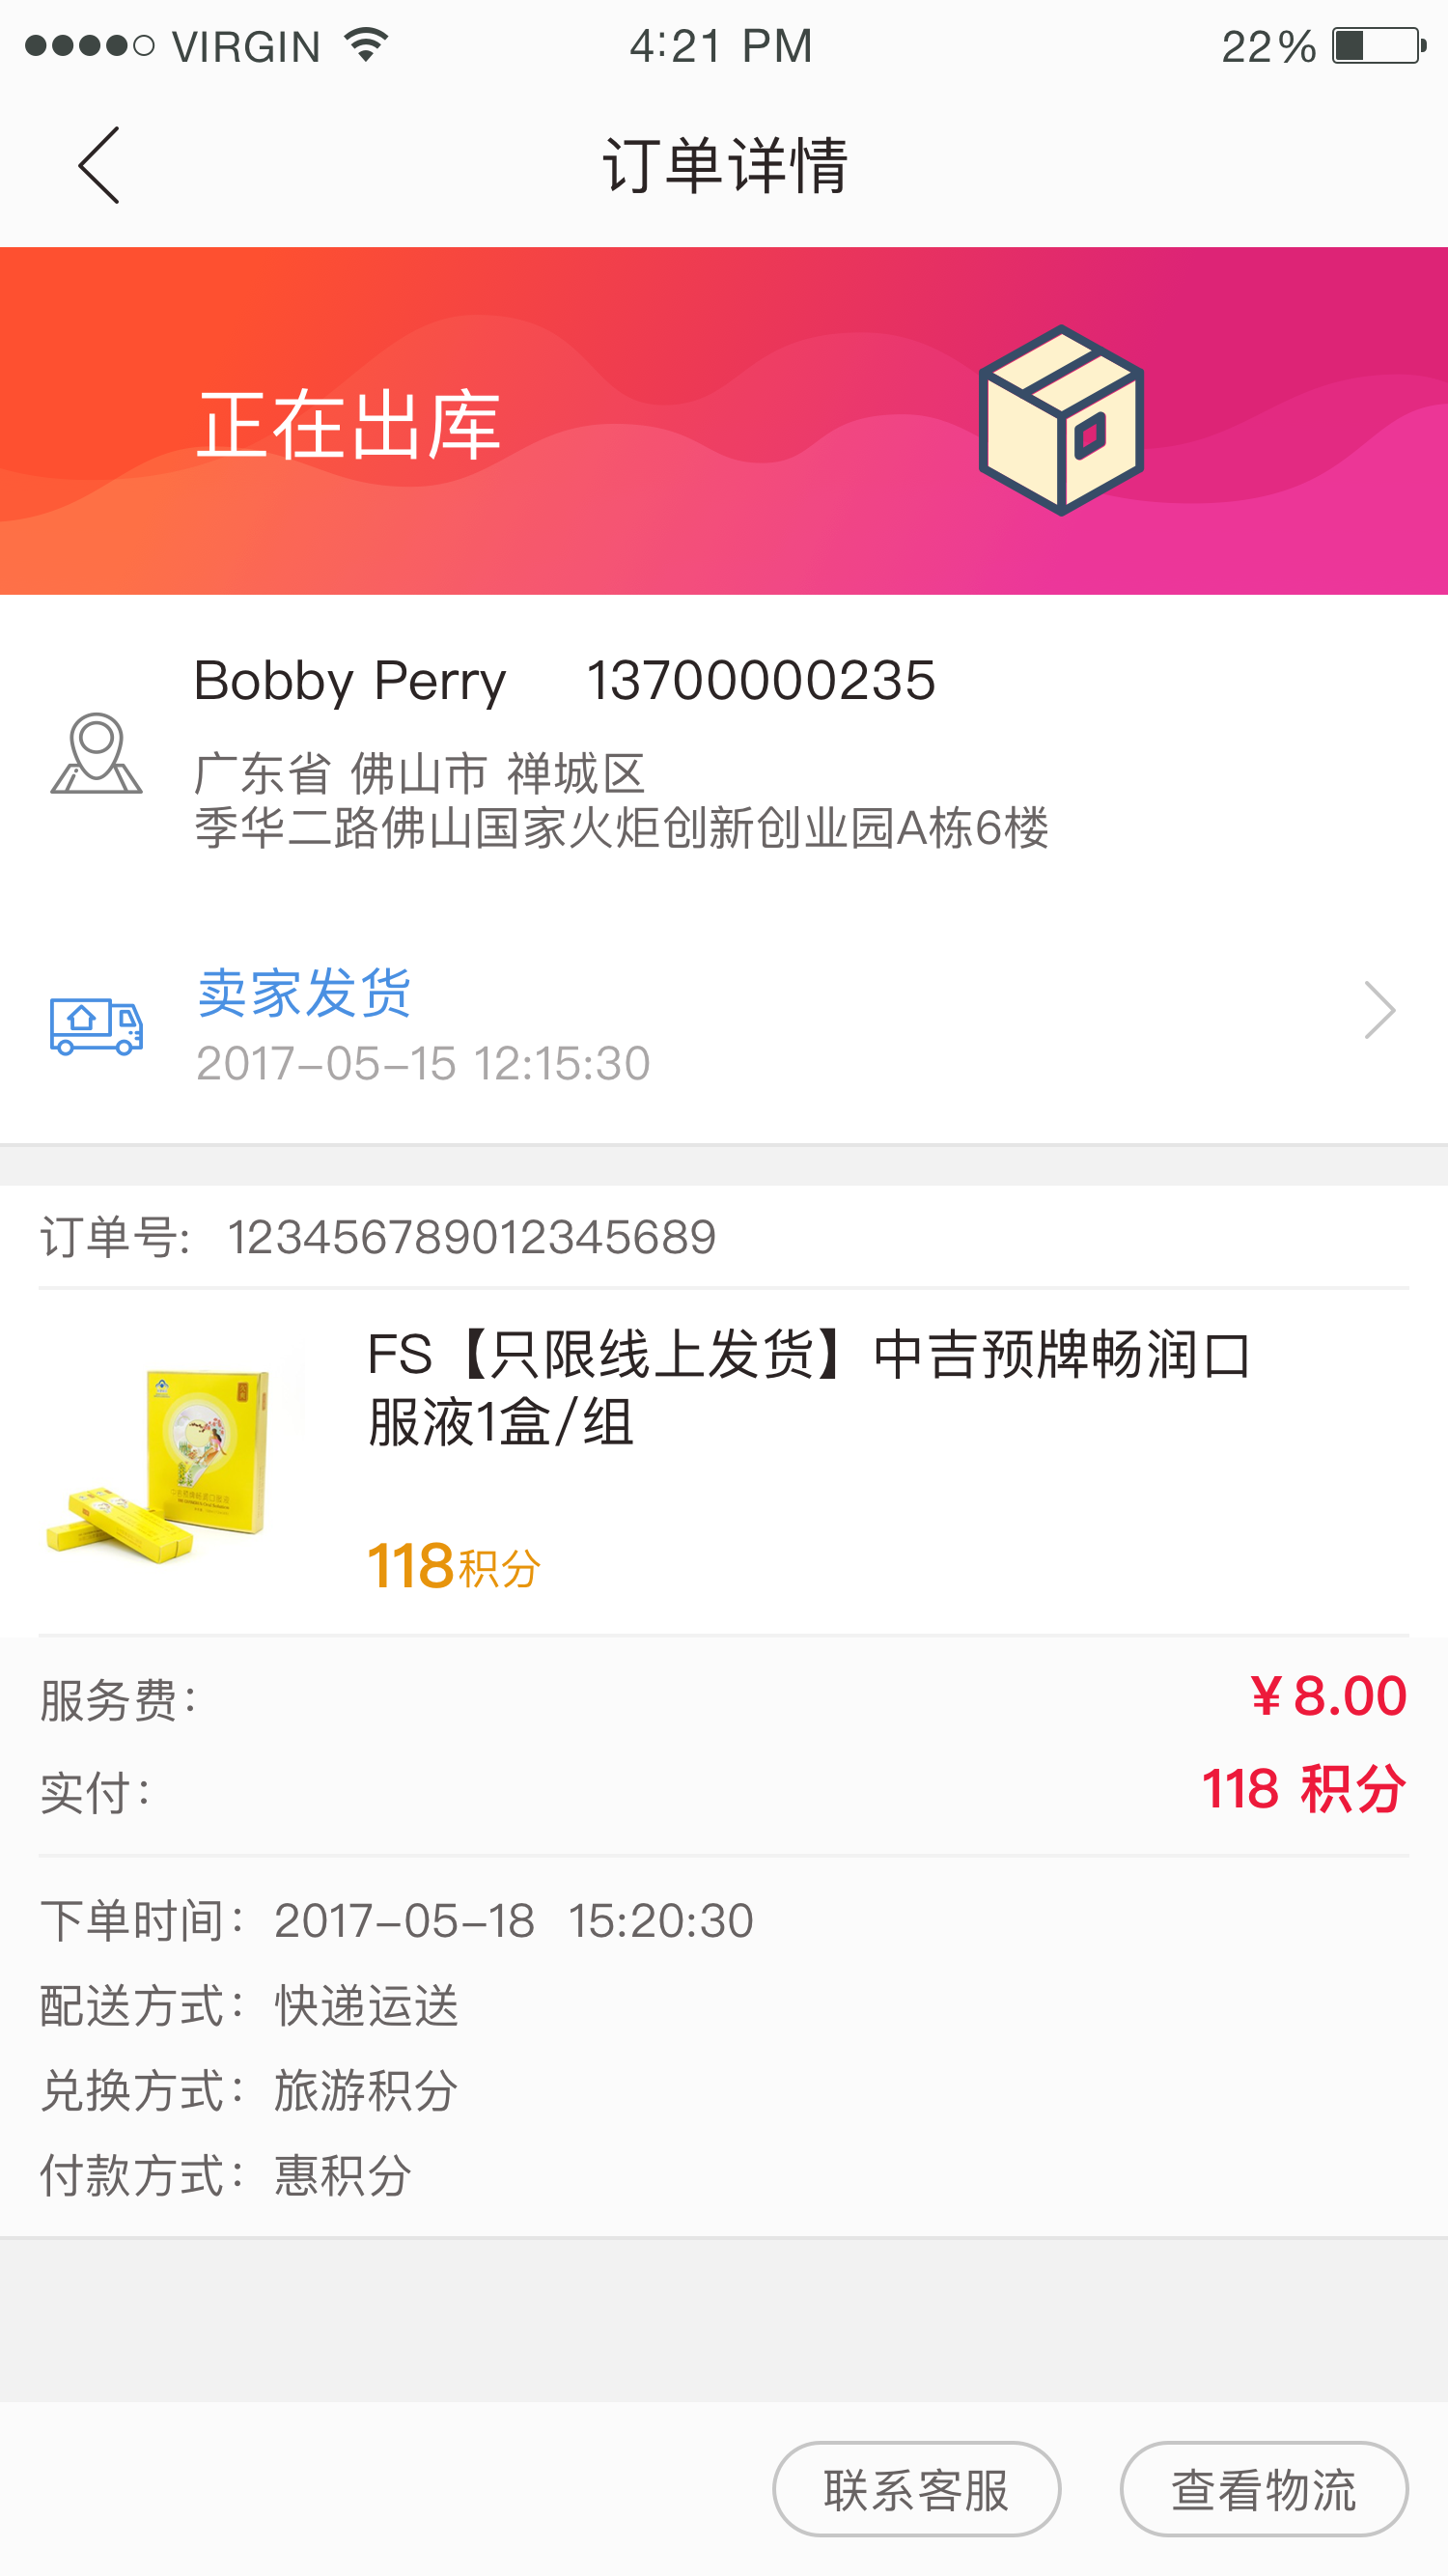 VIRGIN 4:21 PM 22%
订单详情
正在出库
Bobby Perry 13700000235
广东省 佛山市 禅城区
季华二路佛山国家火炬创新创业园A栋6楼
卖家发货
2017-05-15 12:15:30
订单号: 123456789012345689
FS【只限线上发货】中吉预牌畅润口
服液1盒/组
118积分
服务费: ¥8.00
实付: 118 积分
下单时间: 2017-05-18 15:20:30
配送方式: 快递运送
兑换方式: 旅游积分
付款方式: 惠积分
联系客服 查看物流